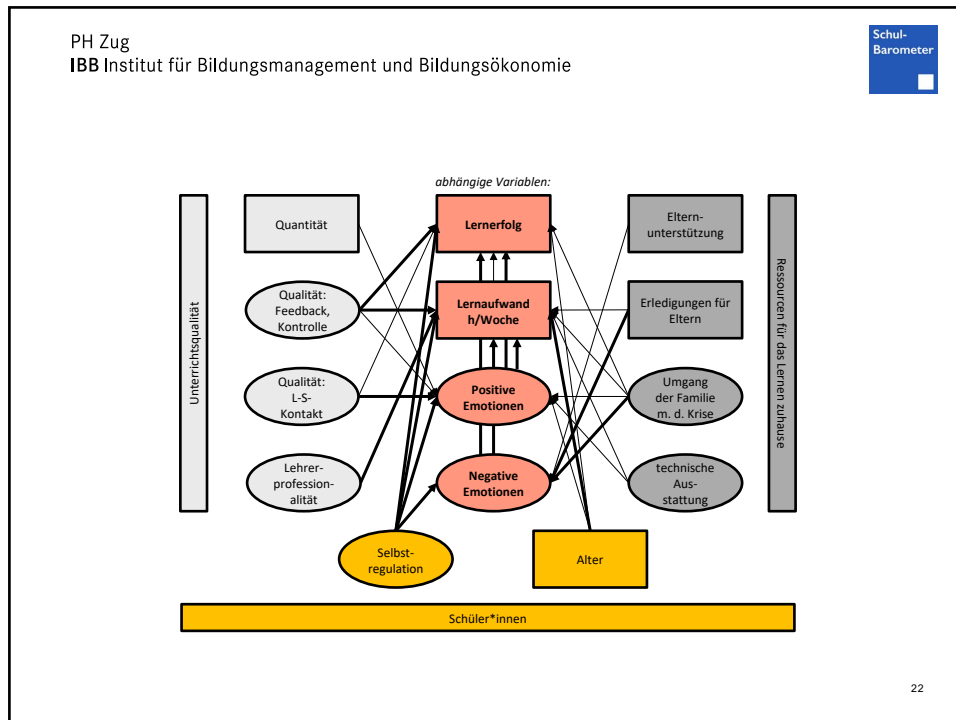 PH Zug
IBB Institut für Bildungsmanagement und Bildungsökonomie
Schul-
Barometer
abhängige Variablen:
Unterrichtsqualität
Quantität
Qualität:
Feedback,
Kontrolle
Qualität:
L-S-
Kontakt
Lehrer-
profession-
alität
Lernerfolg
Lernaufwand
h/Woche
Positive
Emotionen
Negative
Emotionen
Eltern-
unterstützung
Erledigungen für
Eltern
Umgang
der Familie
m. d. Krise
technische
Aus-
stattung
Ressourcen für das Lernen zuhause
Selbst-
regulation
Alter
Schüler*innen
22